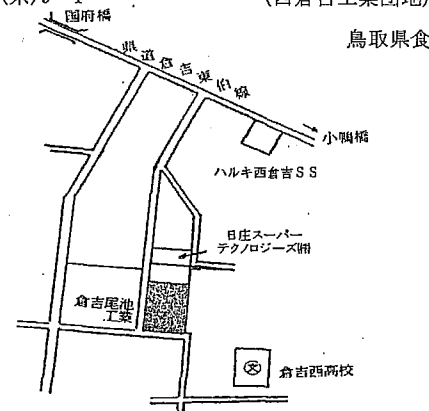 (西倉吉工業団地)
国府橋
鳥取県食
県道倉吉東伯線
小鴨橋
ハルキ西倉吉SS
日庄スーパー
テクノロジーズ㈲
倉吉尾池
工業
文
倉吉西高校